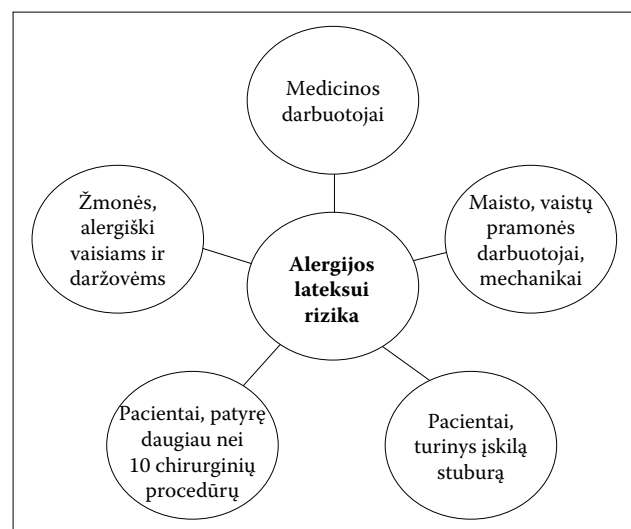 Medicinos
darbuotojai
Žmonės,
alergiški
vaisiams ir
daržovėms
Maisto, vaistų
pramonės
darbuotojai,
mechanikai
Alergijos
lateksui
rizika
Pacientai, patyrę
daugiau nei
10 chirurginių
procedūrų
Pacientai,
turinys įskilą
stuburą